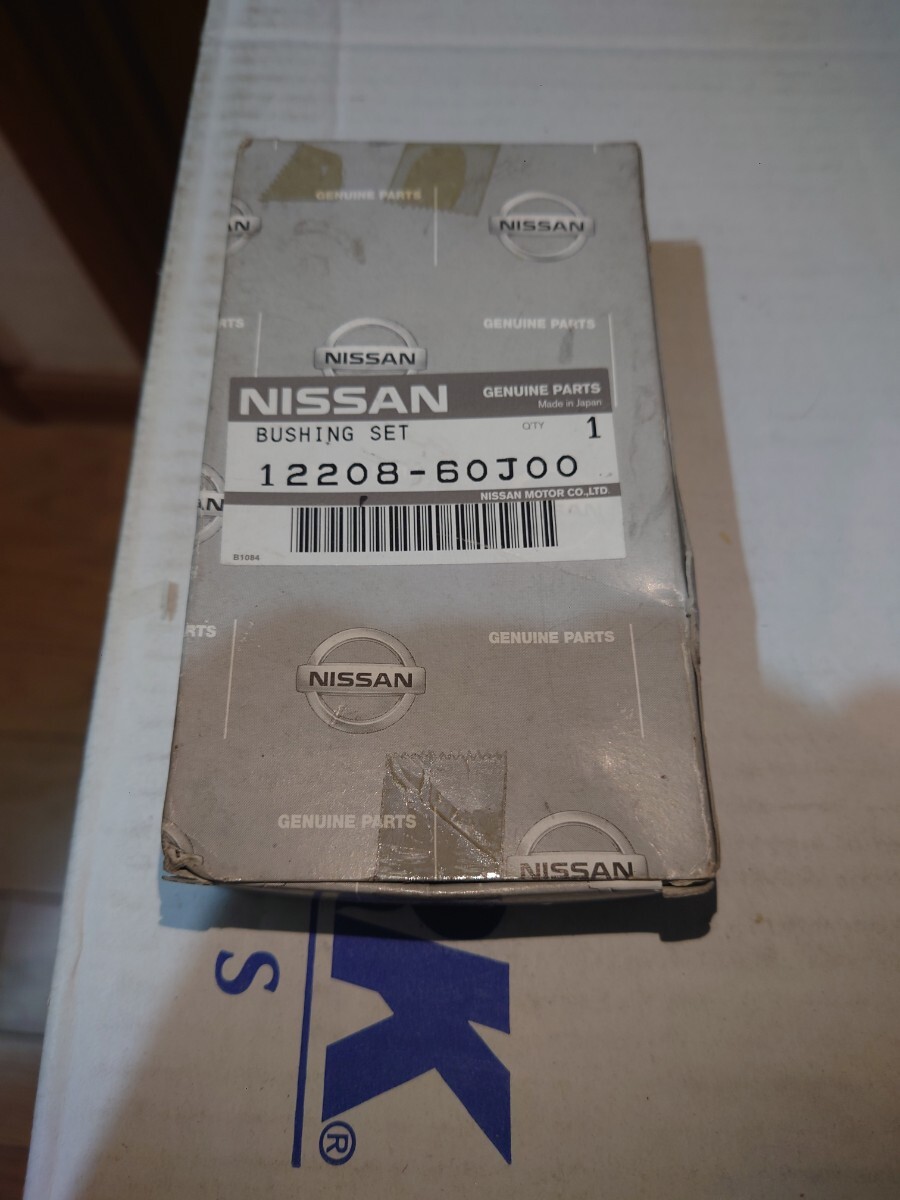 GENUINE PARTS
AN
NISSAN
RTS
GENUINE PARTS
NISSAN
NISSAN GENUINE PARTS
Made in Japan
BUSHING SET QTY 1
12208-60J00
NISSAN MOTOR CO.,LTD.
AN
B1084
RTS
GENUINE PARTS
NISSAN
GENUINE PARTS
NISSAN
K
S
®